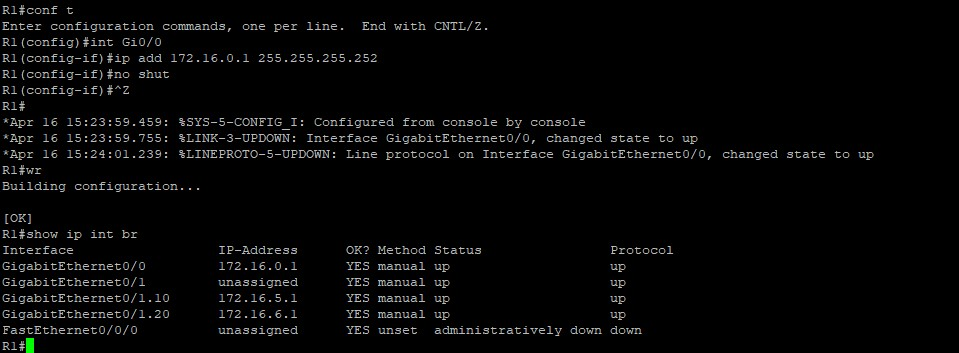 R1#conf t
Enter configuration commands, one per line.  End with CNTL/Z.
R1(config)#int Gi0/0
R1(config-if)#ip add 172.16.0.1 255.255.255.252
R1(config-if)#no shut
R1(config-if)#^Z
R1#
*Apr 16 15:23:59.459: %SYS-5-CONFIG_I: Configured from console by console
*Apr 16 15:23:59.755: %LINK-3-UPDOWN: Interface GigabitEthernet0/0, changed state to up
*Apr 16 15:24:01.239: %LINEPROTO-5-UPDOWN: Line protocol on Interface GigabitEthernet0/0, changed state to up
R1#wr
Building configuration...

[OK]
R1#show ip int br
Interface                  IP-Address      OK? Method Status                Protocol
GigabitEthernet0/0         172.16.0.1      YES manual up                    up
GigabitEthernet0/1         unassigned      YES manual up                    up
GigabitEthernet0/1.10      172.16.5.1      YES manual up                    up
GigabitEthernet0/1.20      172.16.6.1      YES manual up                    up
FastEthernet0/0/0          unassigned      YES unset  administratively down down
R1#